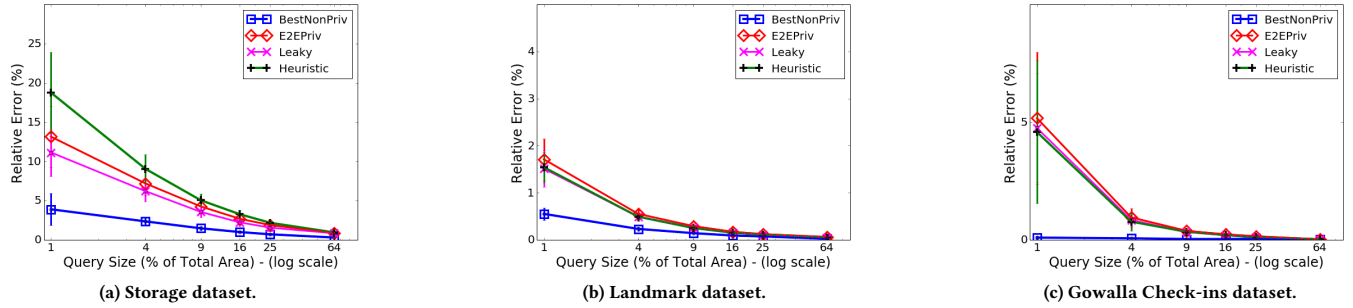 BestNonPriv
E2EPriv
Leaky
Heuristic
Relative Error (%)
25
20
15
10
5
0
1 4 9 16 25 64
Query Size (% of Total Area) - (log scale)
(a) Storage dataset.
BestNonPriv
E2EPriv
Leaky
Heuristic
Relative Error (%)
4
3
2
1
0
1 4 9 16 25 64
Query Size (% of Total Area) - (log scale)
(b) Landmark dataset.
BestNonPriv
E2EPriv
Leaky
Heuristic
Relative Error (%)
5
0
1 4 9 16 25 64
Query Size (% of Total Area) - (log scale)
(c) Gowalla Check-ins dataset.